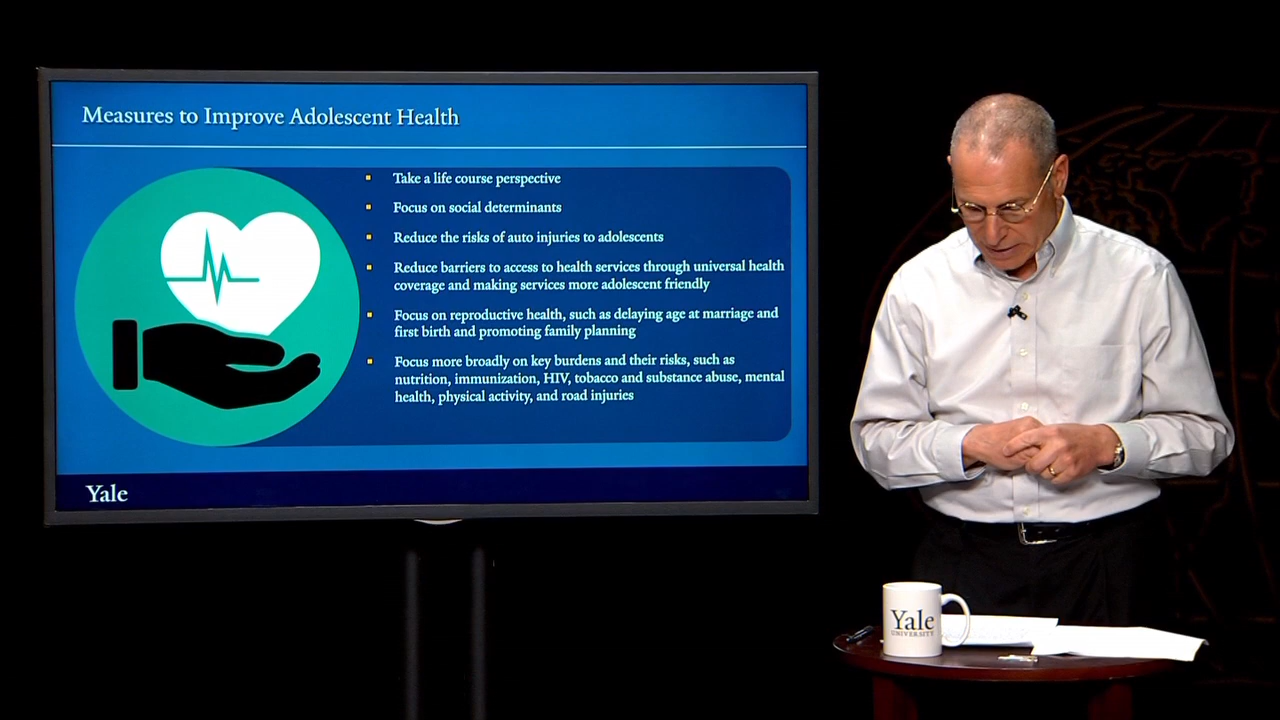 Measures to Improve Adolescent Health
Take a life course perspective
Focus on social determinants
Reduce the risks of auto injuries to adolescents
Reduce barriers to access to health services through universal health
coverage and making services more adolescent friendly
Focus on reproductive health, such as delaying age at marriage and
first birth and promoting family planning
Focus more broadly on key burdens and their risks, such as
nutrition, immunization, HIV, tobacco and substance abuse, mental
health, physical activity, and road injuries
Yale
Yale
UNIVERSITY